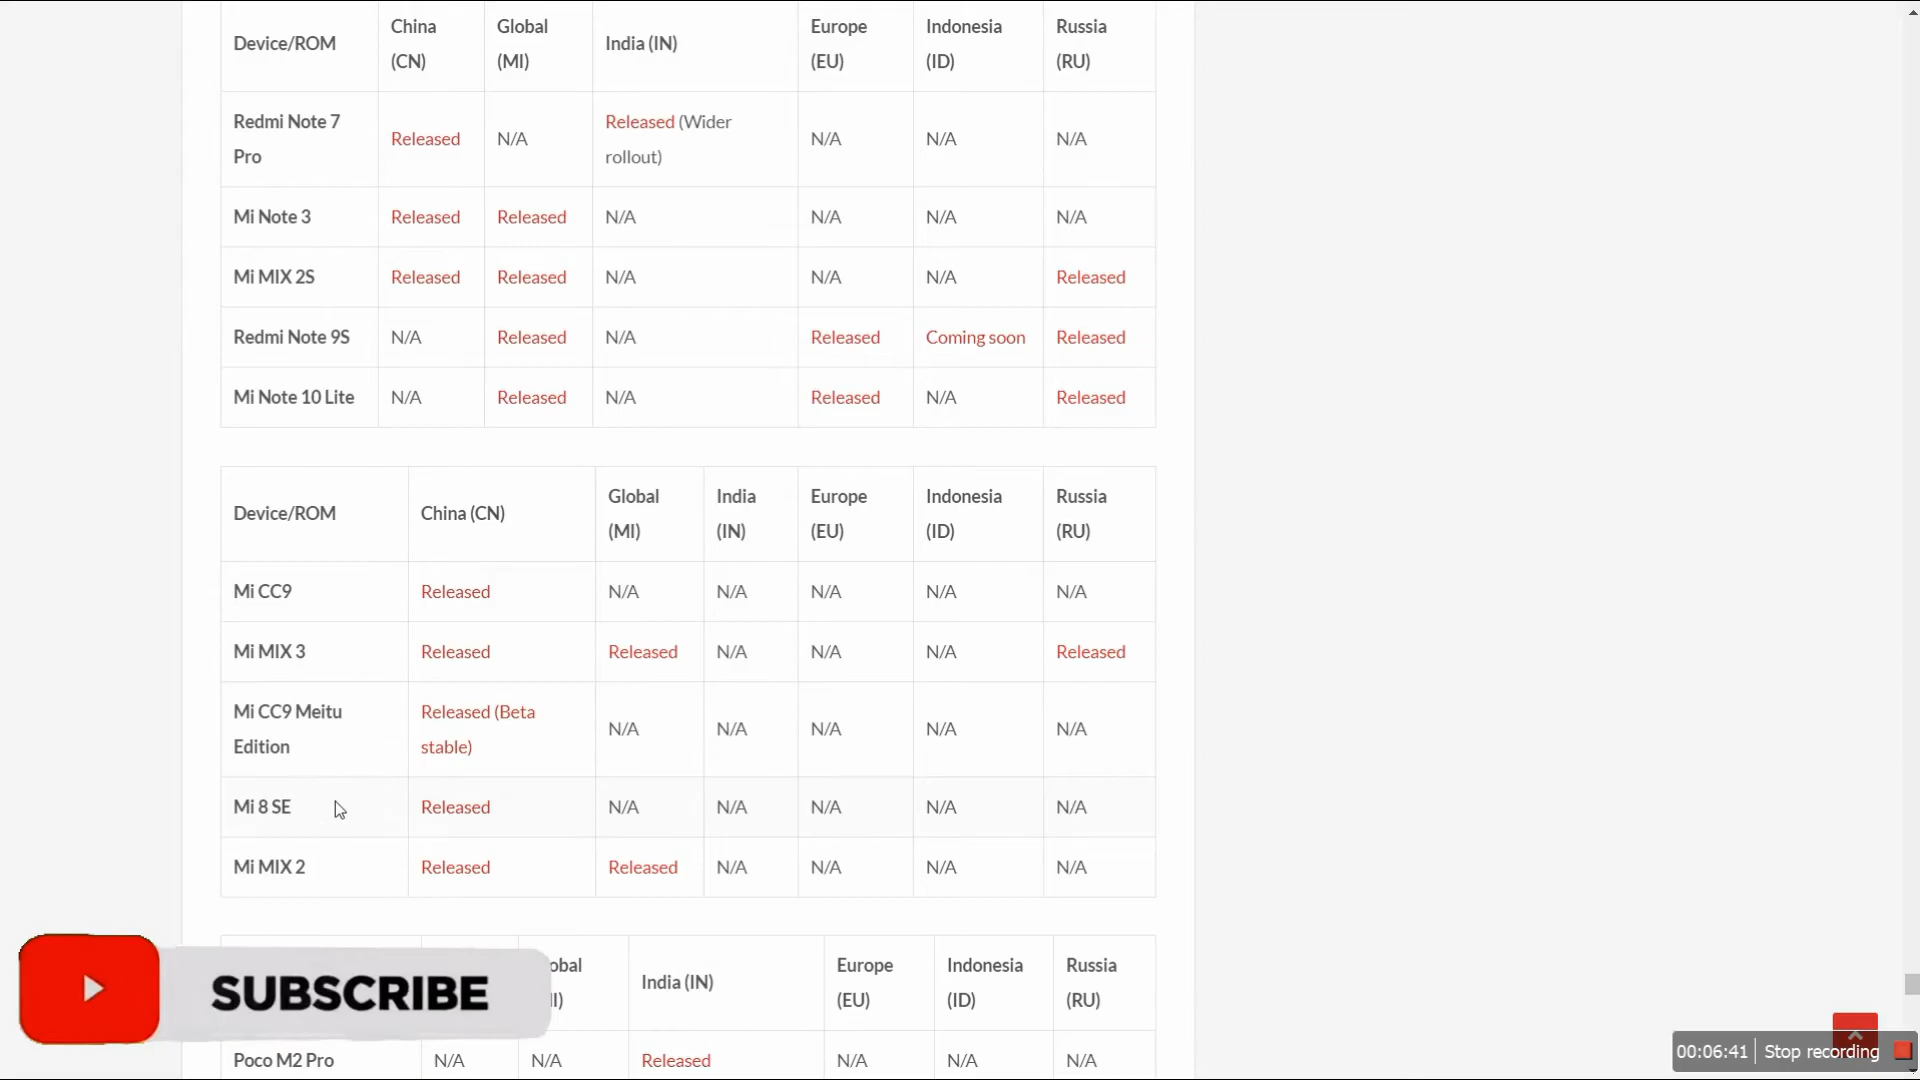 Device/ROM China (CN) Global (MI) India (IN) Europe (EU) Indonesia (ID) Russia (RU)
Redmi Note 7 Pro Released N/A Released (Wider rollout) N/A N/A N/A
Mi Note 3 Released Released N/A N/A N/A N/A
Mi MIX 2S Released Released N/A N/A N/A Released
Redmi Note 9S N/A Released N/A Released Coming soon Released
Mi Note 10 Lite N/A Released N/A Released N/A Released
Device/ROM China (CN) Global (MI) India (IN) Europe (EU) Indonesia (ID) Russia (RU)
Mi CC9 Released N/A N/A N/A N/A N/A
Mi MIX 3 Released Released N/A N/A N/A Released
Mi CC9 Meitu Edition Released (Beta stable) N/A N/A N/A N/A N/A
Mi 8 SE Released N/A N/A N/A N/A N/A
Mi MIX 2 Released Released N/A N/A N/A N/A
India (IN) Europe (EU) Indonesia (ID) Russia (RU)
SUBSCRIBE
Poco M2 Pro N/A N/A Released N/A N/A N/A
00:06:41 Stop recording